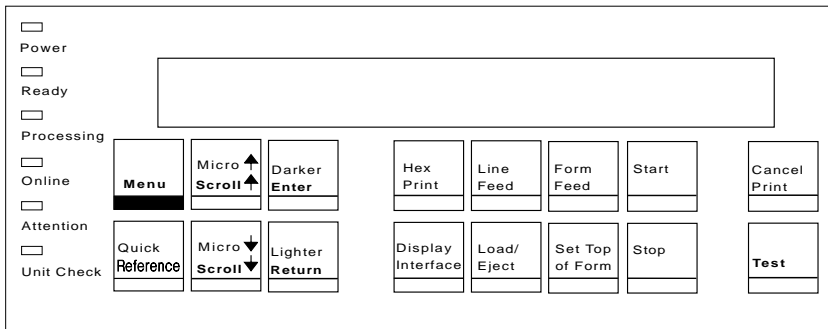 Power
Ready
Processing
Online
Attention
Unit Check
Menu
Micro
Scroll
Darker
Enter
Hex
Print
Line
Feed
Form
Feed
Start
Cancel
Print
Quick
Reference
Micro
Scroll
Lighter
Return
Display
Interface
Load/
Eject
Set Top
of Form
Stop
Test